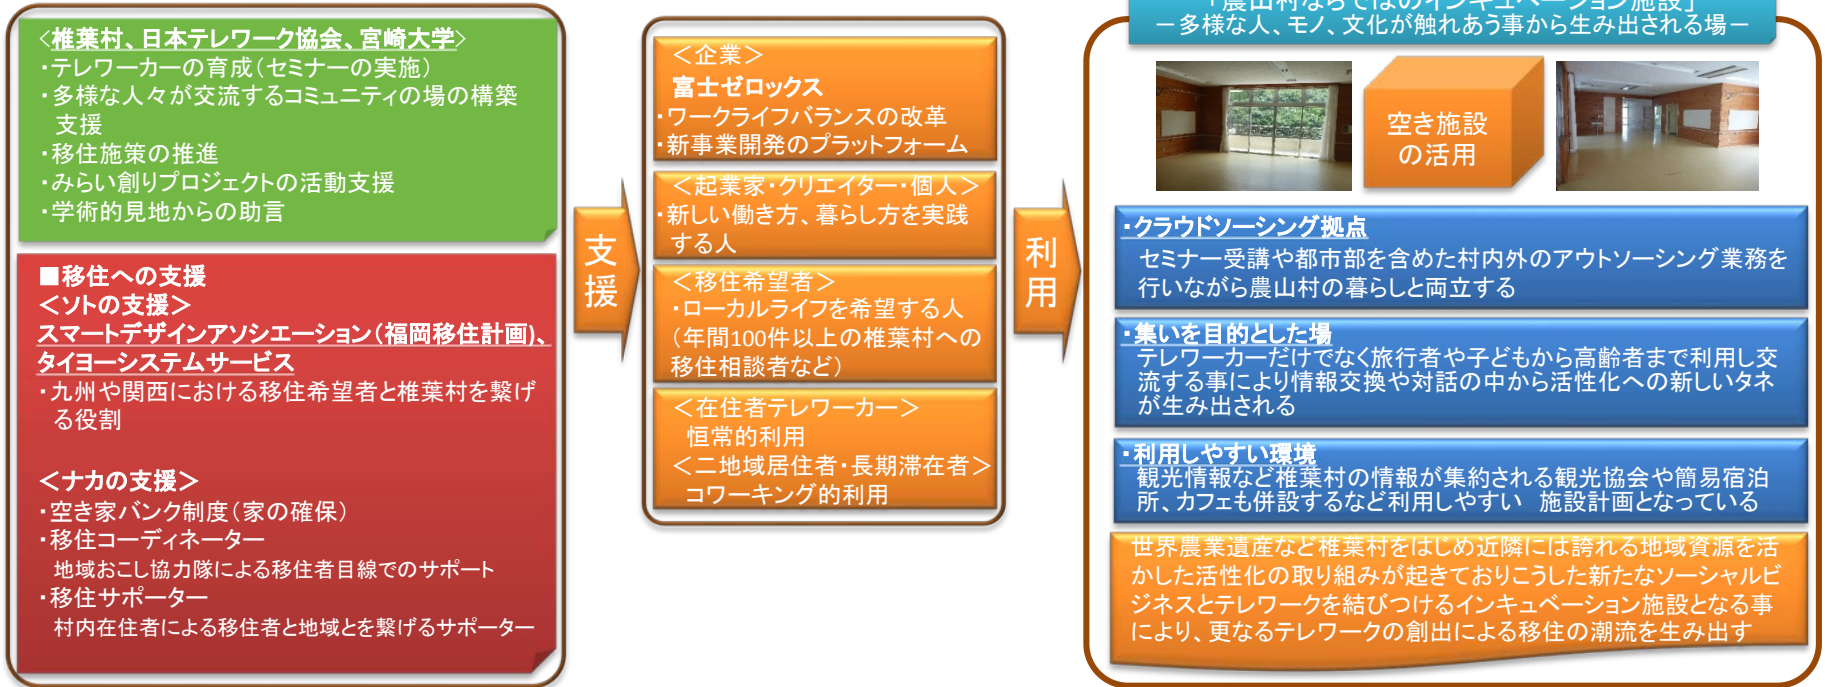 ＜椎葉村、日本テレワーク協会、宮崎大学＞
・テレワーカーの育成（セミナーの実施）
・多様な人々が交流するコミュニティの場の構築
支援
・移住施策の推進
・みらい創りプロジェクトの活動支援
・学術的見地からの助言
■移住への支援
＜ソトの支援＞
スマートデザインアソシエーション（福岡移住計画）、
タイヨーシステムサービス
・九州や関西における移住希望者と椎葉村を繋げ
る役割
＜ナカの支援＞
・空き家バンク制度（家の確保）
・移住コーディネーター
地域おこし協力隊による移住者目線でのサポート
・移住サポーター
村内在住者による移住者と地域とを繋げるサポーター
支援
＜企業＞
富士ゼロックス
・ワークライフバランスの改革
・新事業開発のプラットフォーム
＜起業家・クリエイター・個人＞
・新しい働き方、暮らし方を実践
する人
＜移住希望者＞
・ローカルライフを希望する人
（年間100件以上の椎葉村への
移住相談者など）
＜在住者テレワーカー＞
恒常的利用
＜二地域居住者・長期滞在者＞
コワーキング的利用
利用
「農山村ならではのインキュベーション施設」
－多様な人、モノ、文化が触れあう事から生み出される場－
空き施設
の活用
・クラウドソーシング拠点
セミナー受講や都市部を含めた村内外のアウトソーシング業務を
行いながら農山村の暮らしと両立する
・集いを目的とした場
テレワーカーだけでなく旅行者や子どもから高齢者まで利用し交
流する事により情報交換や対話の中から活性化への新しいタネ
が生み出される
・利用しやすい環境
観光情報など椎葉村の情報が集約される観光協会や簡易宿泊
所、カフェも併設するなど利用しやすい　施設計画となっている
世界農業遺産など椎葉村をはじめ近隣には誇れる地域資源を活
かした活性化の取り組みが起きておりこうした新たなソーシャルビ
ジネスとテレワークを結びつけるインキュベーション施設となる事
により、更なるテレワークの創出による移住の潮流を生み出す